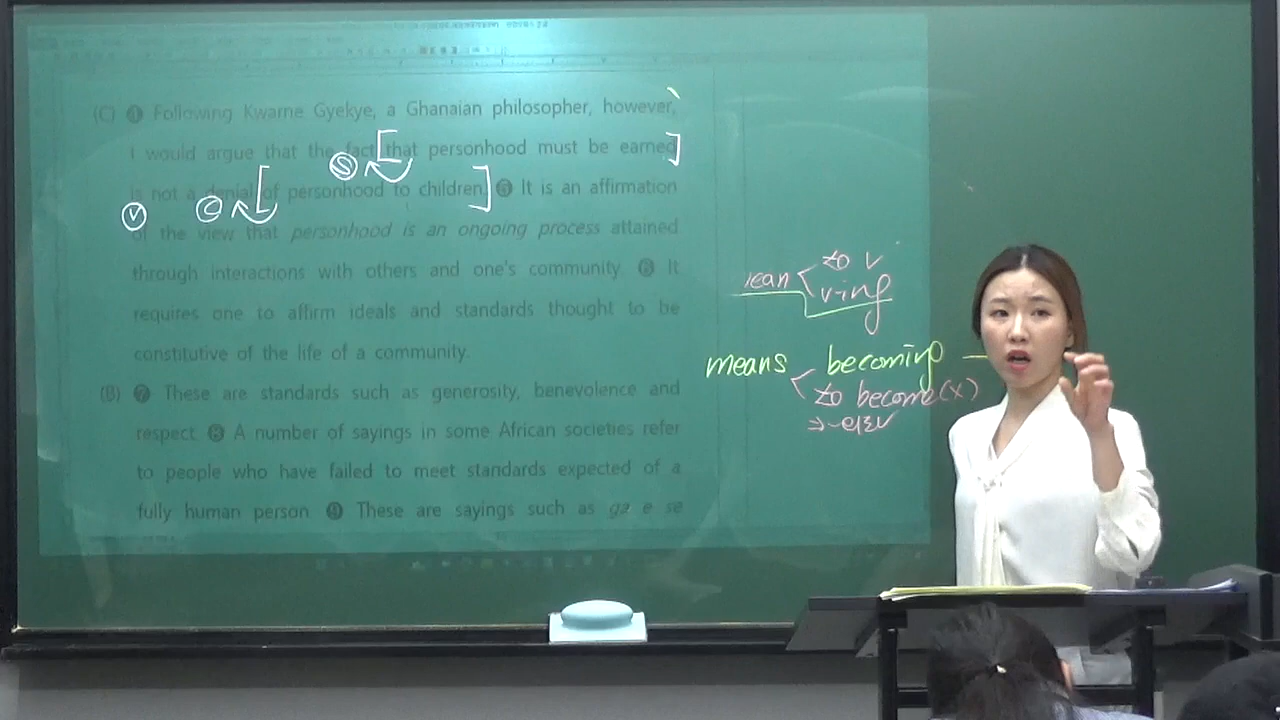 (C) ❹ Following Kwame Gyekye, a Ghanaian philosopher, however,
I would argue that the fact that personhood must be earned
is not a denial of personhood to children. ❺ It is an affirmation
of the view that personhood is an ongoing process attained
through interactions with others and one's community. ❻ It
requires one to affirm ideals and standards thought to be
constitutive of the life of a community.
(B) ❼ These are standards such as generosity, benevolence and
respect. ❽ A number of sayings in some African societies refer
to people who have failed to meet standards expected of a
fully human person. ❾ These are sayings such as ga e se
Ⓢ
Ⓥ
Ⓒ
to v
v-ing
means becoming
to become(x)